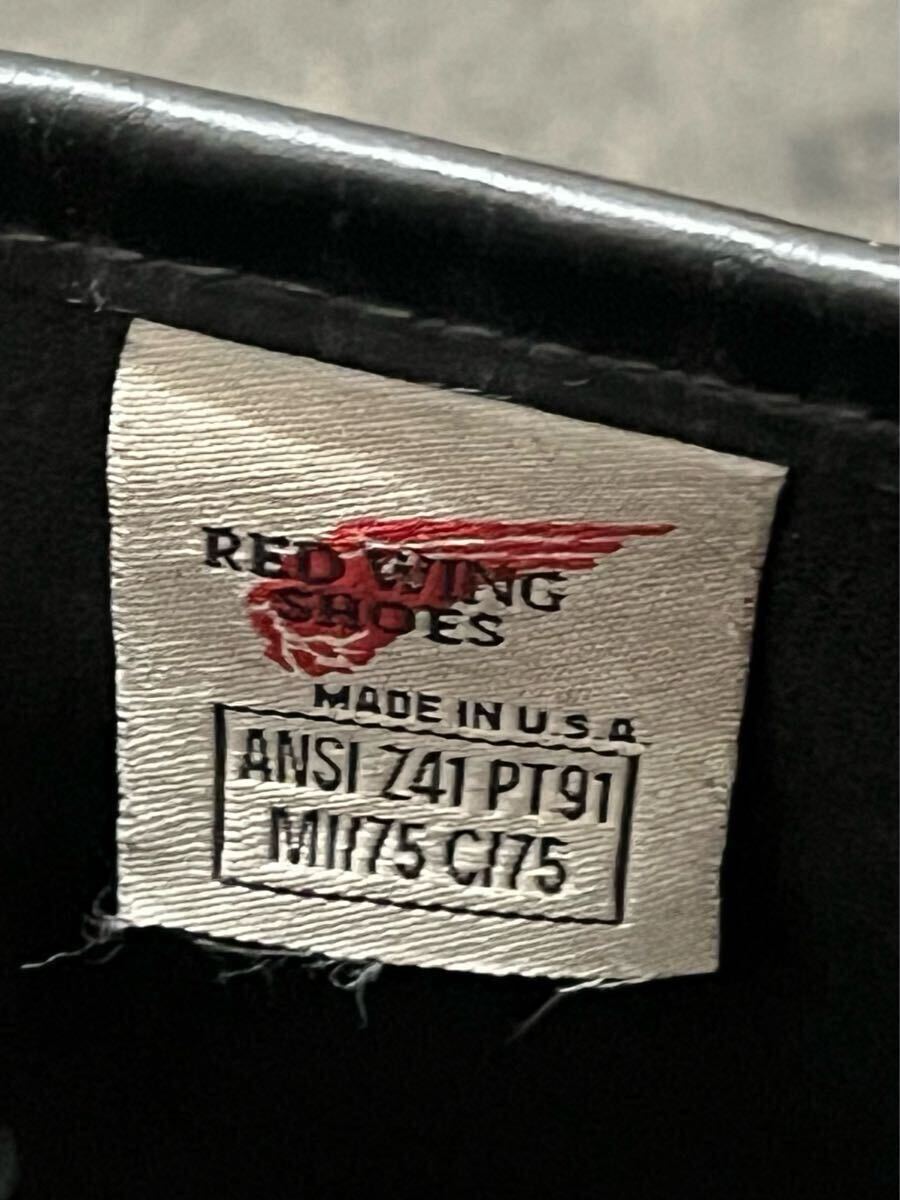 RED WING
SHOES
MADE IN U.S.A.
ANSI Z41 PT91
MI/75 C/75